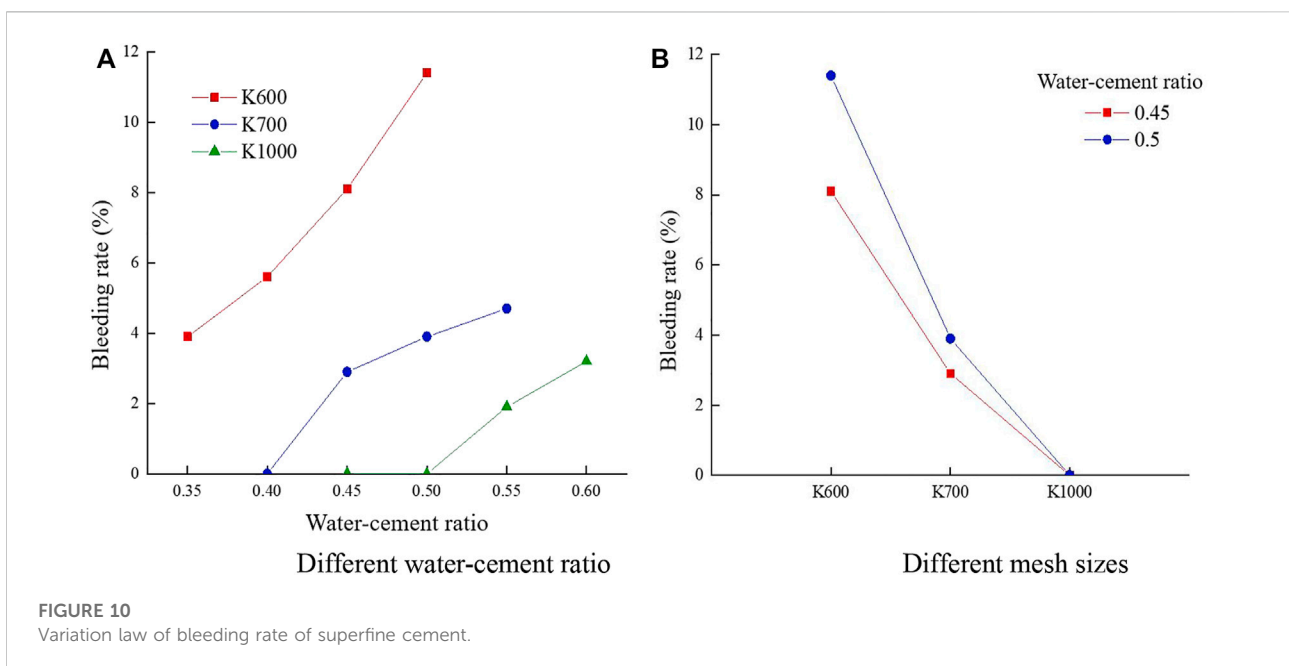 A
12
10
8
6
4
2
0
Bleeding rate (%)
K600
K700
K1000
0.35 0.40 0.45 0.50 0.55 0.60
Water-cement ratio
Different water-cement ratio
B
12
10
8
6
4
2
0
Bleeding rate (%)
Water-cement ratio
0.45
0.5
K600 K700 K1000
Different mesh sizes
FIGURE 10
Variation law of bleeding rate of superfine cement.